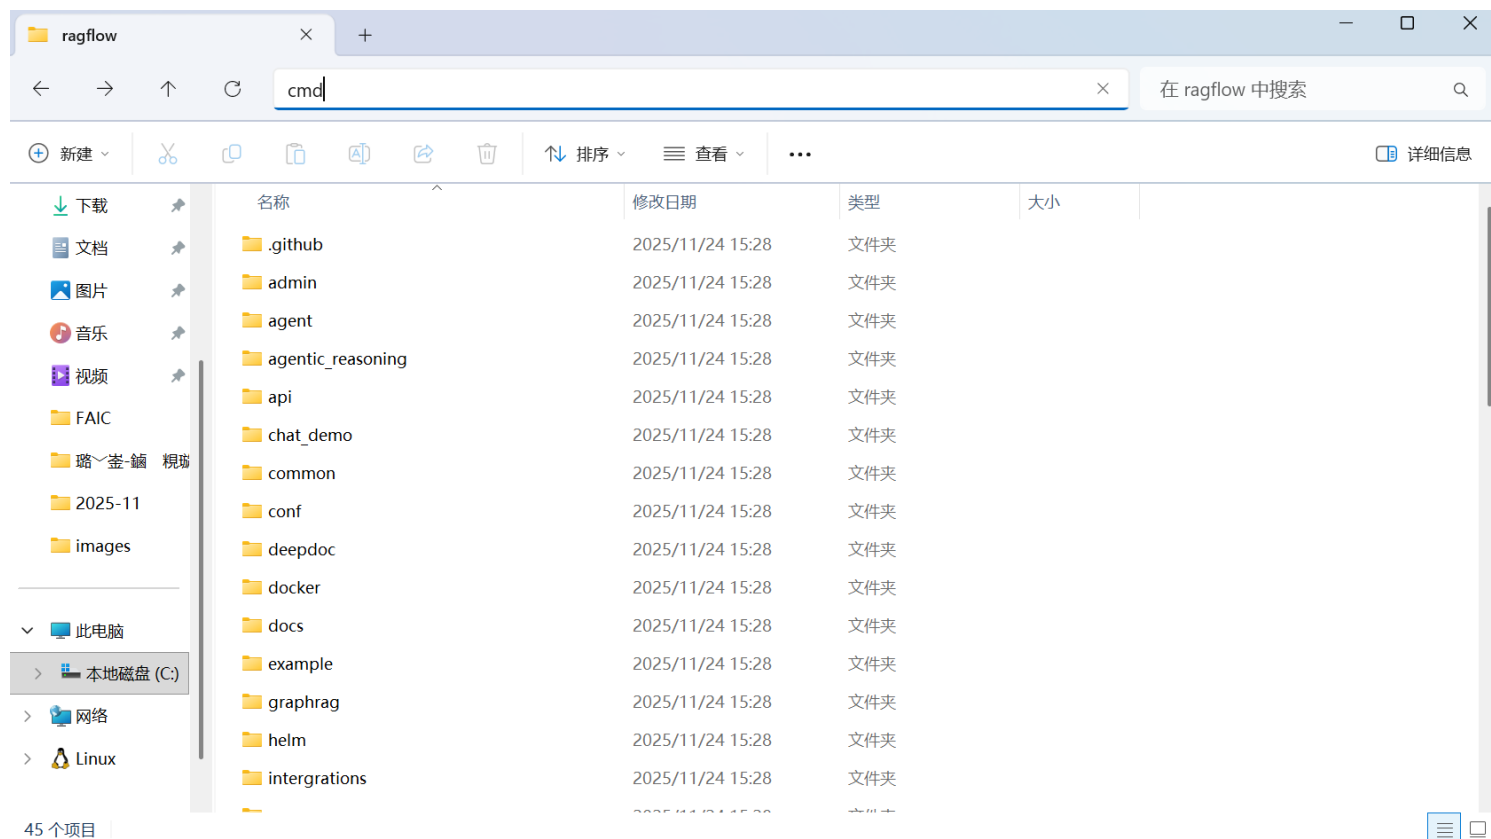 ragflow
cmd
在 ragflow 中搜索
新建
排序
查看
详细信息
名称 修改日期 类型 大小
下载
文档
图片
音乐
视频
FAIC
2025-11
images
此电脑
本地磁盘 (C:)
网络
Linux
.github 2025/11/24 15:28 文件夹
admin 2025/11/24 15:28 文件夹
agent 2025/11/24 15:28 文件夹
agentic_reasoning 2025/11/24 15:28 文件夹
api 2025/11/24 15:28 文件夹
chat_demo 2025/11/24 15:28 文件夹
common 2025/11/24 15:28 文件夹
conf 2025/11/24 15:28 文件夹
deepdoc 2025/11/24 15:28 文件夹
docker 2025/11/24 15:28 文件夹
docs 2025/11/24 15:28 文件夹
example 2025/11/24 15:28 文件夹
graphrag 2025/11/24 15:28 文件夹
helm 2025/11/24 15:28 文件夹
intergrations 2025/11/24 15:28 文件夹
45 个项目